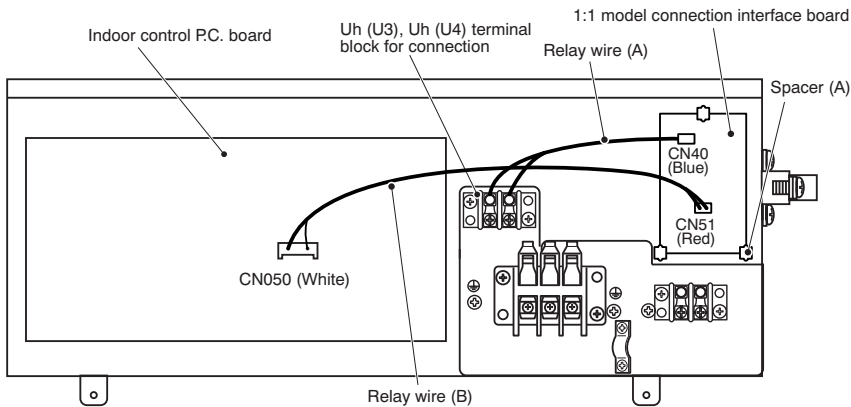 1:1 model connection interface board
Uh (U3), Uh (U4) terminal
block for connection
Indoor control P.C. board
Relay wire (A)
Spacer (A)
CN40
(Blue)
CN51
(Red)
CN050 (White)
Relay wire (B)